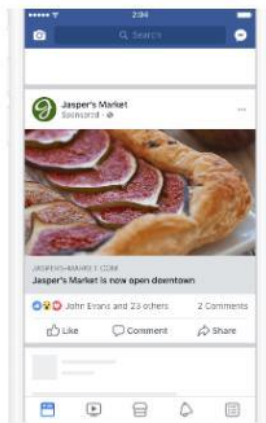 2:04
Search
Jasper's Market
Sponsored ·
JASPERS-MARKET.COM
Jasper's Market is now open downtown
John Evans and 23 others 2 Comments
Like Comment Share